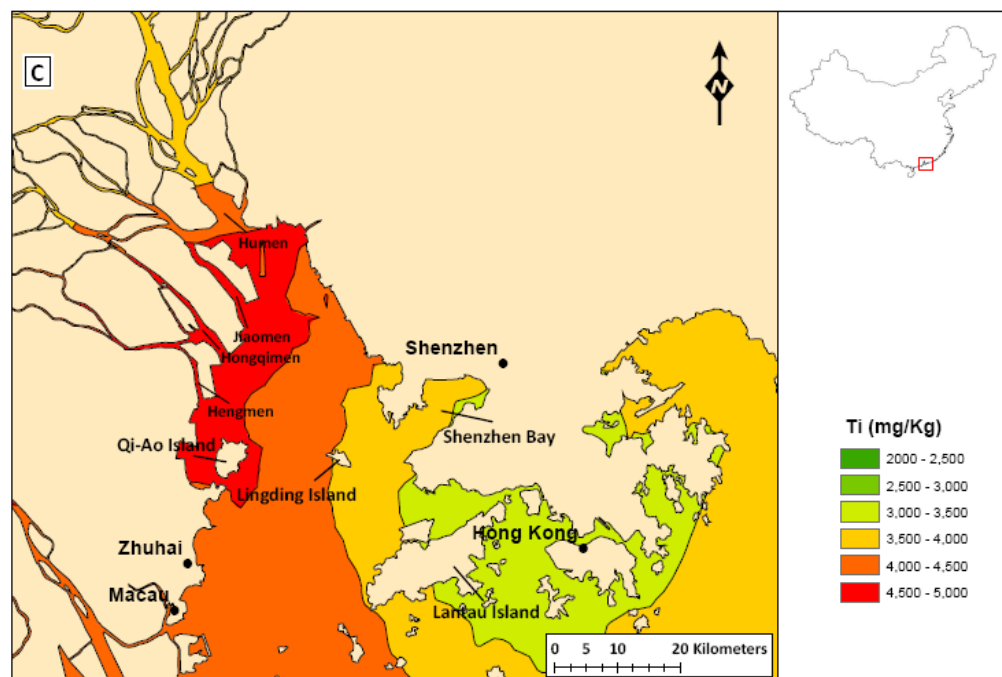 C
N
Humen
Jiaomen
Hongqimen
Shenzhen
Hengmen
Shenzhen Bay
Qi-Ao Island
Lingding Island
Hong Kong
Zhuhai
Macau
Lantau Island
0 5 10 20 Kilometers
Ti (mg/Kg)
2000 - 2,500
2,500 - 3,000
3,000 - 3,500
3,500 - 4,000
4,000 - 4,500
4,500 - 5,000